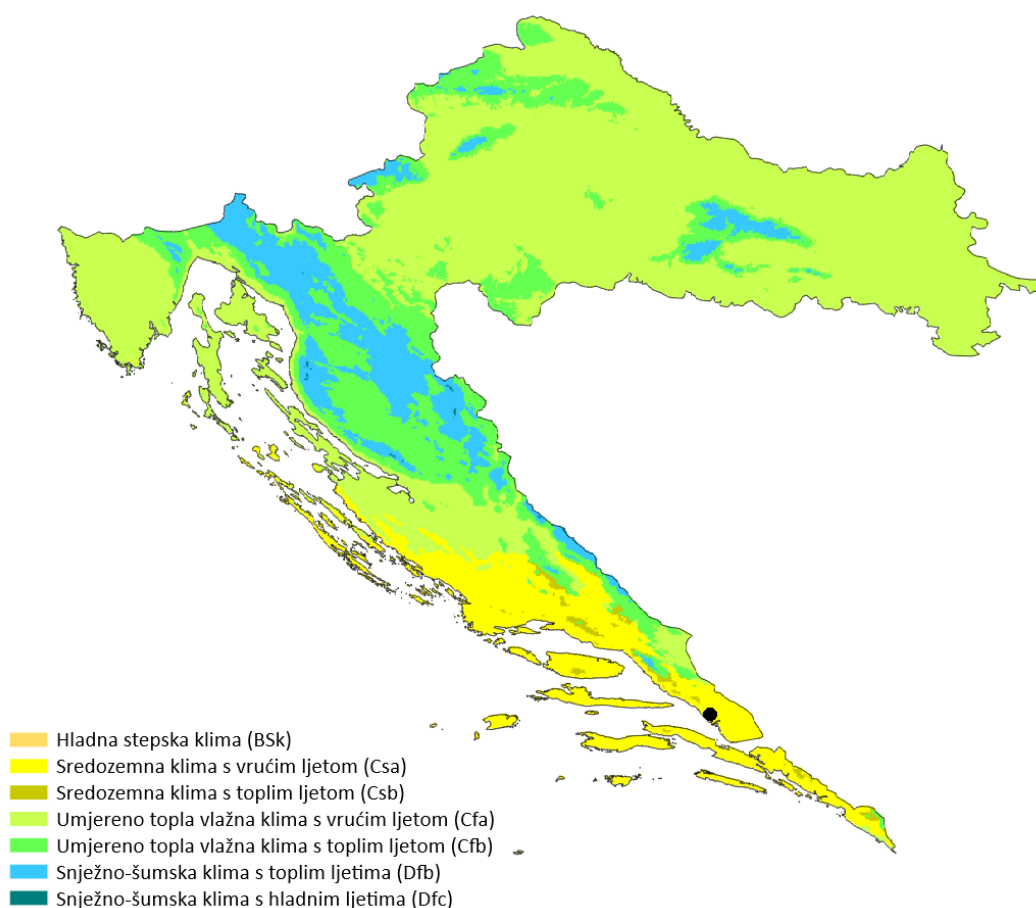 Hladna stepska klima (BSk)
Sredozemna klima s vrućim ljetom (Csa)
Sredozemna klima s toplim ljetom (Csb)
Umjereno topla vlažna klima s vrućim ljetom (Cfa)
Umjereno topla vlažna klima s toplim ljetom (Cfb)
Snježno-šumska klima s toplim ljetima (Dfb)
Snježno-šumska klima s hladnim ljetima (Dfc)